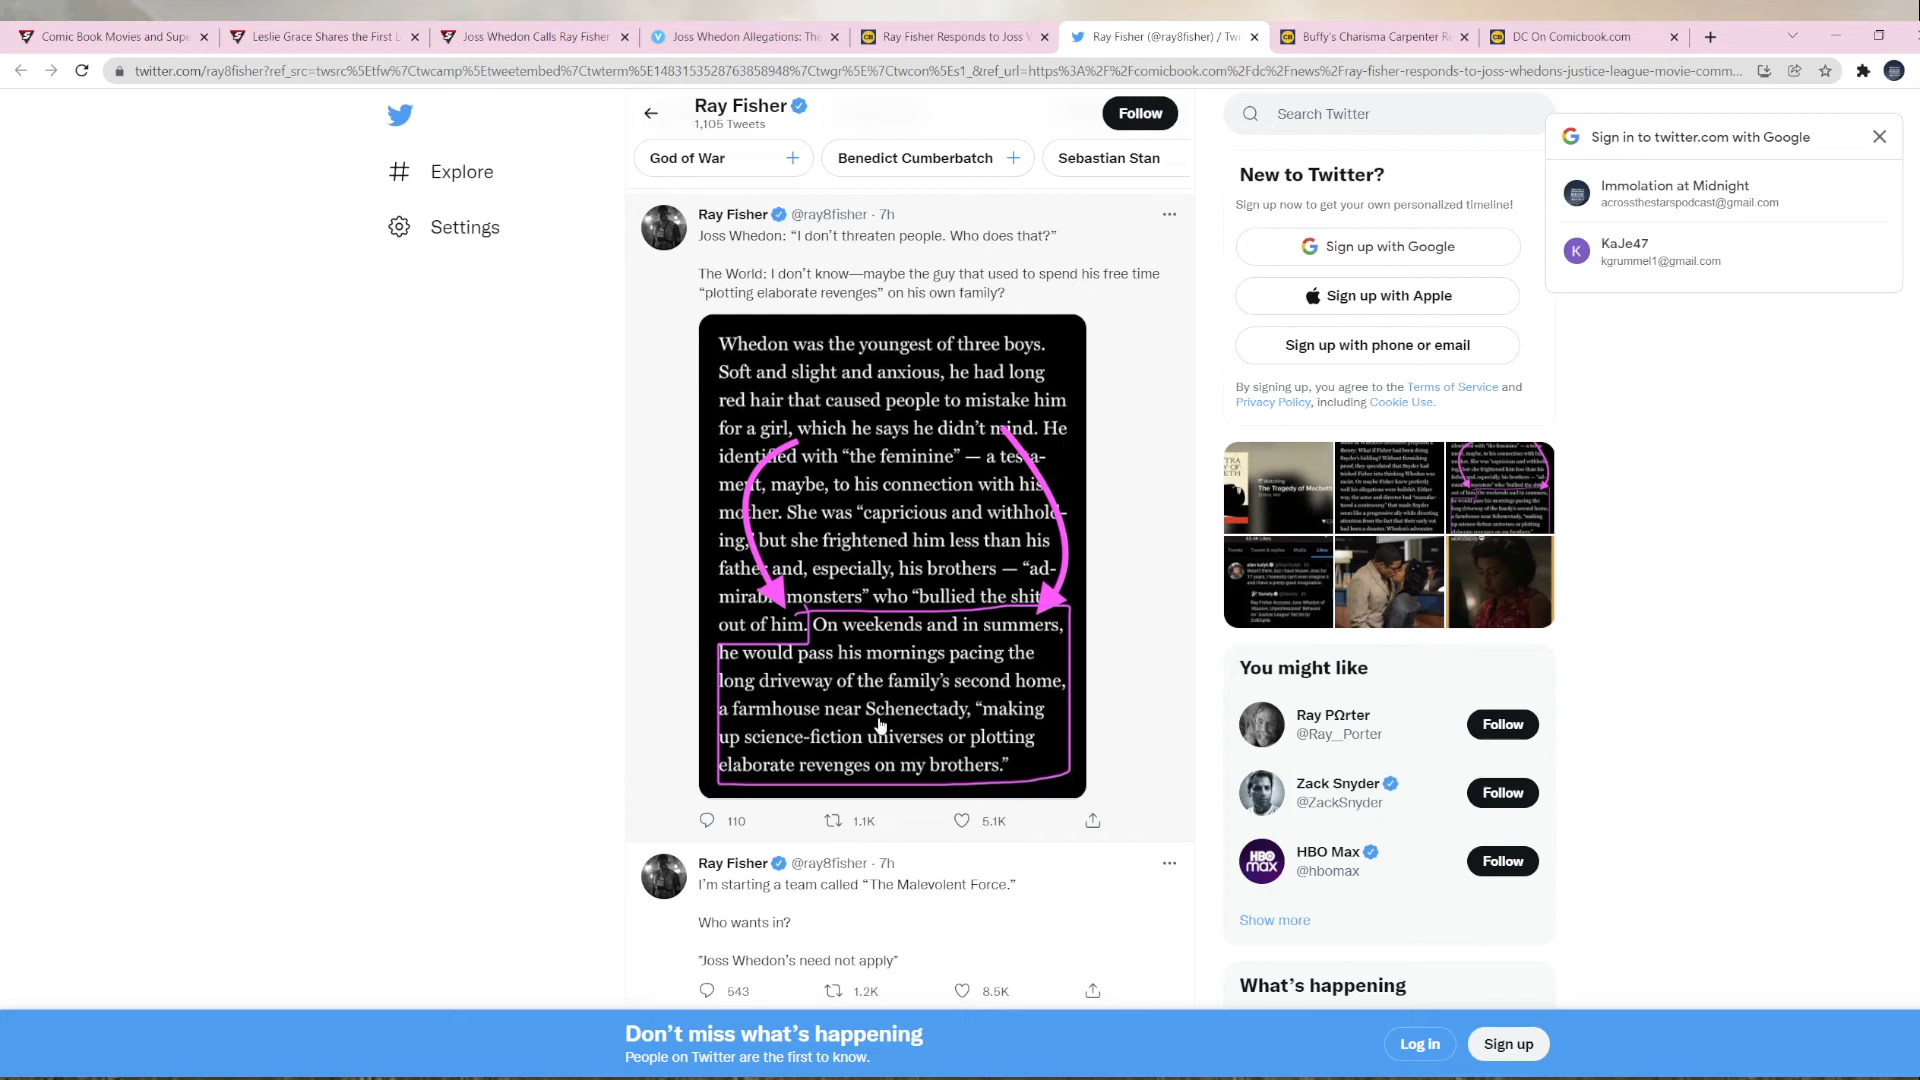 Comic Book Movies and Supe
Leslie Grace Shares the First L
Joss Whedon Calls Ray Fisher
Joss Whedon Allegations: The
Ray Fisher Responds to Joss W
Ray Fisher (@ray8fisher) / Twi
Buffy's Charisma Carpenter R
DC On Comicbook.com
twitter.com/ray8fisher?ref_src=twsrc%5Etfw%7Ctwcamp%5Etweetembed%7Ctwterm%5E1483153528763858948%7Ctwgr%5E%7Ctwcon%5Es1_&ref_url=https%3A%2F%2Fcomicbook.com%2Fdc%2Fnews%2Fray-fisher-responds-to-joss-whedons-justice-league-movie-comm...
Explore
Settings
Ray Fisher
1,105 Tweets
Follow
God of War
Benedict Cumberbatch
Sebastian Stan
Ray Fisher @ray8fisher · 7h
Joss Whedon: “I don’t threaten people. Who does that?”
The World: I don’t know—maybe the guy that used to spend his free time
“plotting elaborate revenges” on his own family?
Whedon was the youngest of three boys.
Soft and slight and anxious, he had long
red hair that caused people to mistake him
for a girl, which he says he didn’t mind. He
identified with “the feminine” — a testa-
ment, maybe, to his connection with his
mother. She was “capricious and withhold-
ing,” but she frightened him less than his
father and, especially, his brothers — “ad-
mirable monsters” who “bullied the shit
out of him. On weekends and in summers,
he would pass his mornings pacing the
long driveway of the family’s second home,
a farmhouse near Schenectady, “making
up science-fiction universes or plotting
elaborate revenges on my brothers.”
110
1.1K
5.1K
Ray Fisher @ray8fisher · 7h
I’m starting a team called “The Malevolent Force.”
Who wants in?
“Joss Whedon’s need not apply”
543
1.2K
8.5K
Search Twitter
New to Twitter?
Sign up now to get your own personalized timeline!
Sign up with Google
Sign up with Apple
Sign up with phone or email
By signing up, you agree to the Terms of Service and
Privacy Policy, including Cookie Use.
You might like
Ray PΩrter
@Ray__Porter
Follow
Zack Snyder
@ZackSnyder
Follow
HBO Max
@hbomax
Follow
Show more
What’s happening
Sign in to twitter.com with Google
Immolation at Midnight
acrossthestarspodcast@gmail.com
K
KaJe47
kgrummel1@gmail.com
Don’t miss what’s happening
People on Twitter are the first to know.
Log in
Sign up